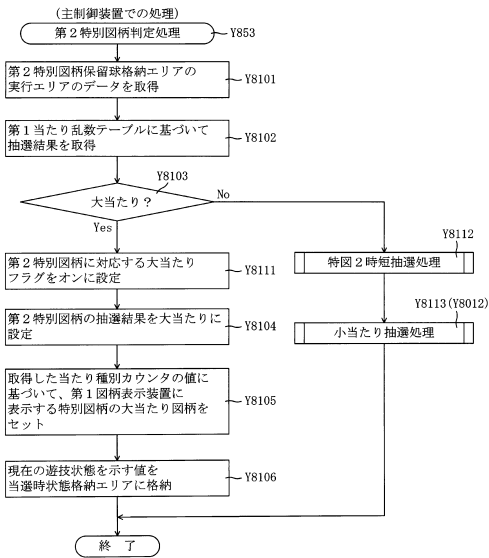 (主制御装置での処理)
第2特別図柄判定処理
Y853
第2特別図柄保留球格納エリアの
実行エリアのデータを取得
Y8101
第1当たり乱数テーブルに基づいて
抽選結果を取得
Y8102
Y8103
大当たり?
No
Yes
Y8112
特図2時短抽選処理
第2特別図柄に対応する大当たり
フラグをオンに設定
Y8111
Y8113(Y8012)
小当たり抽選処理
第2特別図柄の抽選結果を大当たりに
設定
Y8104
取得した当たり種別カウンタの値に
基づいて、第1図柄表示装置に
表示する特別図柄の大当たり図柄を
セット
Y8105
現在の遊技状態を示す値を
当選時状態格納エリアに格納
Y8106
終 了